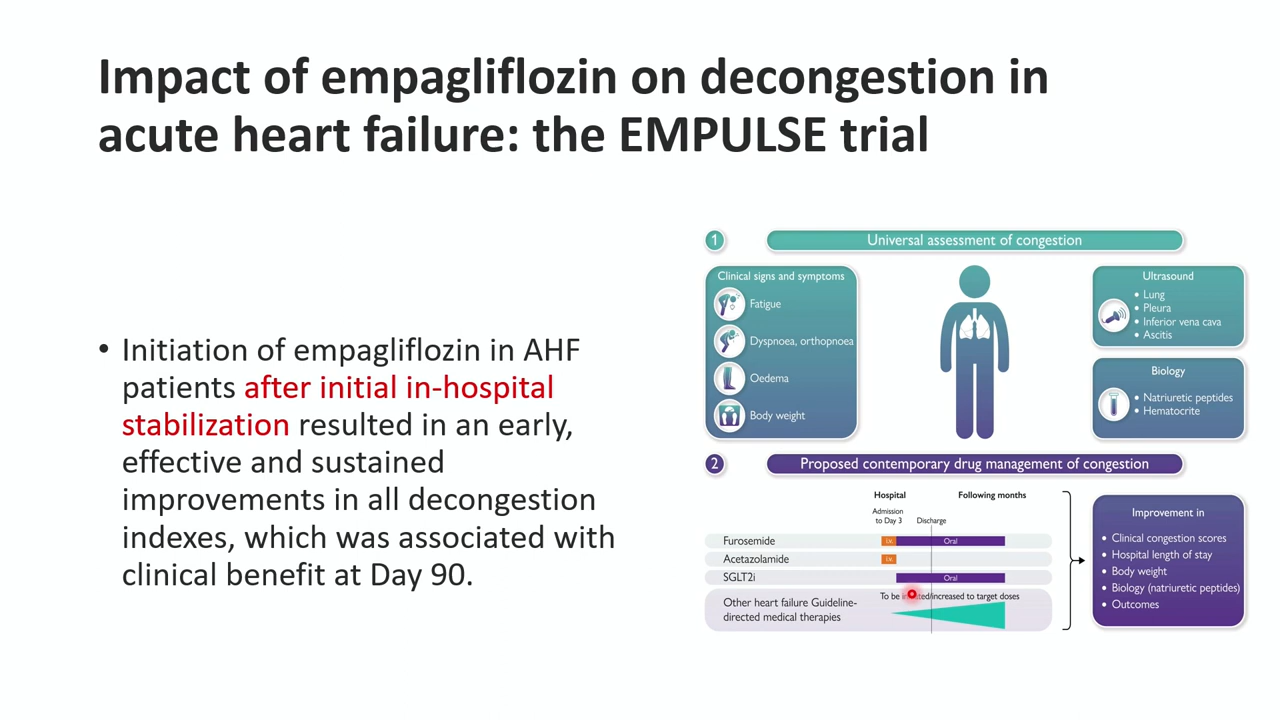 Impact of empagliflozin on decongestion in
acute heart failure: the EMPULSE trial
• Initiation of empagliflozin in AHF
patients after initial in-hospital
stabilization resulted in an early,
effective and sustained
improvements in all decongestion
indexes, which was associated with
clinical benefit at Day 90.
1
Universal assessment of congestion
Clinical signs and symptoms
Fatigue
Dyspnoea, orthopnoea
Oedema
Body weight
Ultrasound
• Lung
• Pleura
• Inferior vena cava
• Ascitis
Biology
• Natriuretic peptides
• Hematocrite
2
Proposed contemporary drug management of congestion
Hospital
Following months
Admission
to Day 3
Discharge
Furosemide
i.v.
Oral
Acetazolamide
i.v.
SGLT2i
Oral
Other heart failure Guideline-
directed medical therapies
To be /increased to target doses
Improvement in
• Clinical congestion scores
• Hospital length of stay
• Body weight
• Biology (natriuretic peptides)
• Outcomes